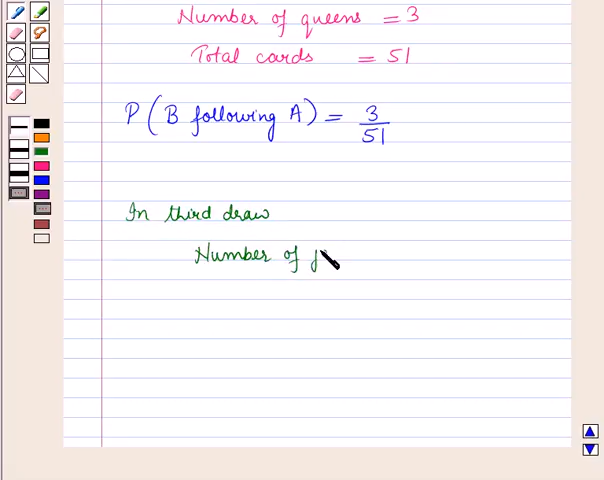 Number of queens = 3
Total cards = 51
P ( B following A ) = 3/51
In third draw
Number of